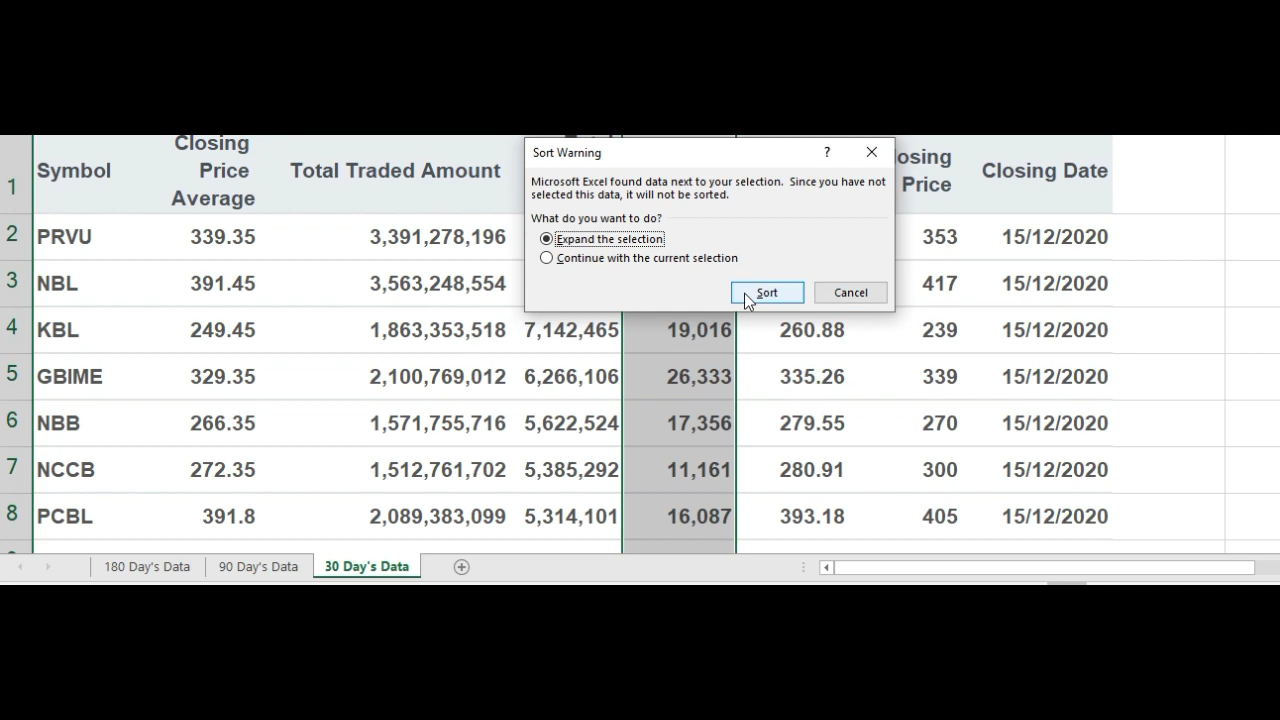 Sort Warning ?
Microsoft Excel found data next to your selection. Since you have not
selected this data, it will not be sorted.
What do you want to do?
Expand the selection
Continue with the current selection
Sort Cancel
1 Symbol Closing Price Average Total Traded Amount Price Closing Date
2 PRVU 339.35 3,391,278,196 353 15/12/2020
3 NBL 391.45 3,563,248,554 417 15/12/2020
4 KBL 249.45 1,863,353,518 7,142,465 19,016 260.88 239 15/12/2020
5 GBIME 329.35 2,100,769,012 6,266,106 26,333 335.26 339 15/12/2020
6 NBB 266.35 1,571,755,716 5,622,524 17,356 279.55 270 15/12/2020
7 NCCB 272.35 1,512,761,702 5,385,292 11,161 280.91 300 15/12/2020
8 PCBL 391.8 2,089,383,099 5,314,101 16,087 393.18 405 15/12/2020
180 Day's Data 90 Day's Data 30 Day's Data